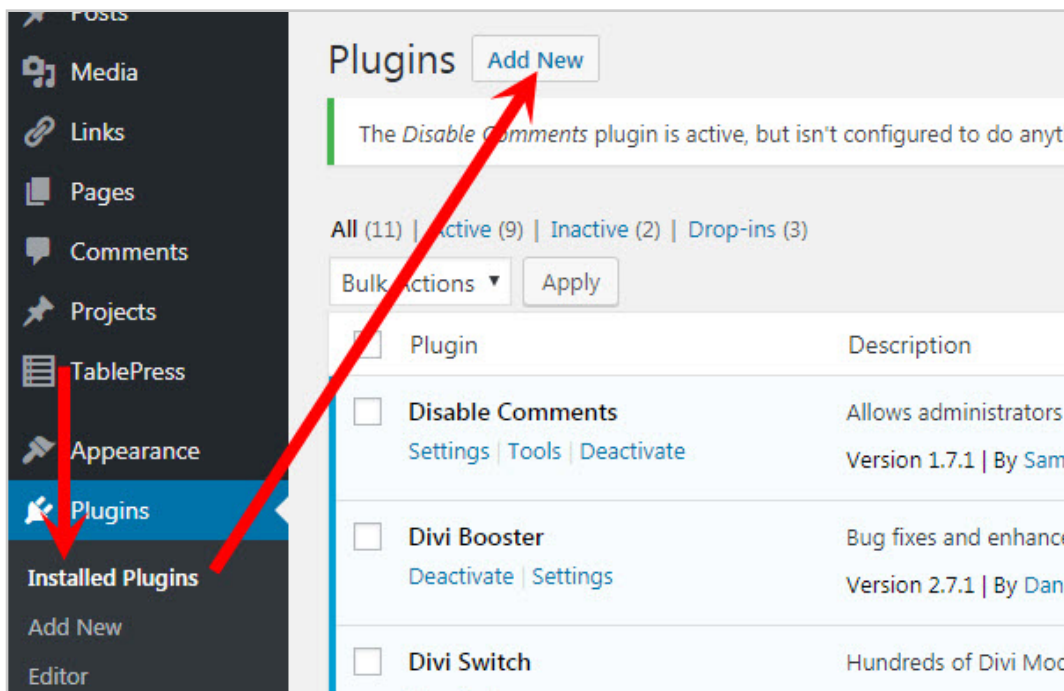 Posts
Media
Links
Pages
Comments
Projects
TablePress
Appearance
Plugins
Installed Plugins
Add New
Editor
Plugins Add New
The Disable Comments plugin is active, but isn't configured to do anyt
All (11) | Active (9) | Inactive (2) | Drop-ins (3)
Bulk Actions ▼ Apply
Plugin Description
Disable Comments Allows administrators
Settings | Tools | Deactivate Version 1.7.1 | By Sam
Divi Booster Bug fixes and enhance
Deactivate | Settings Version 2.7.1 | By Dan
Divi Switch Hundreds of Divi Mod